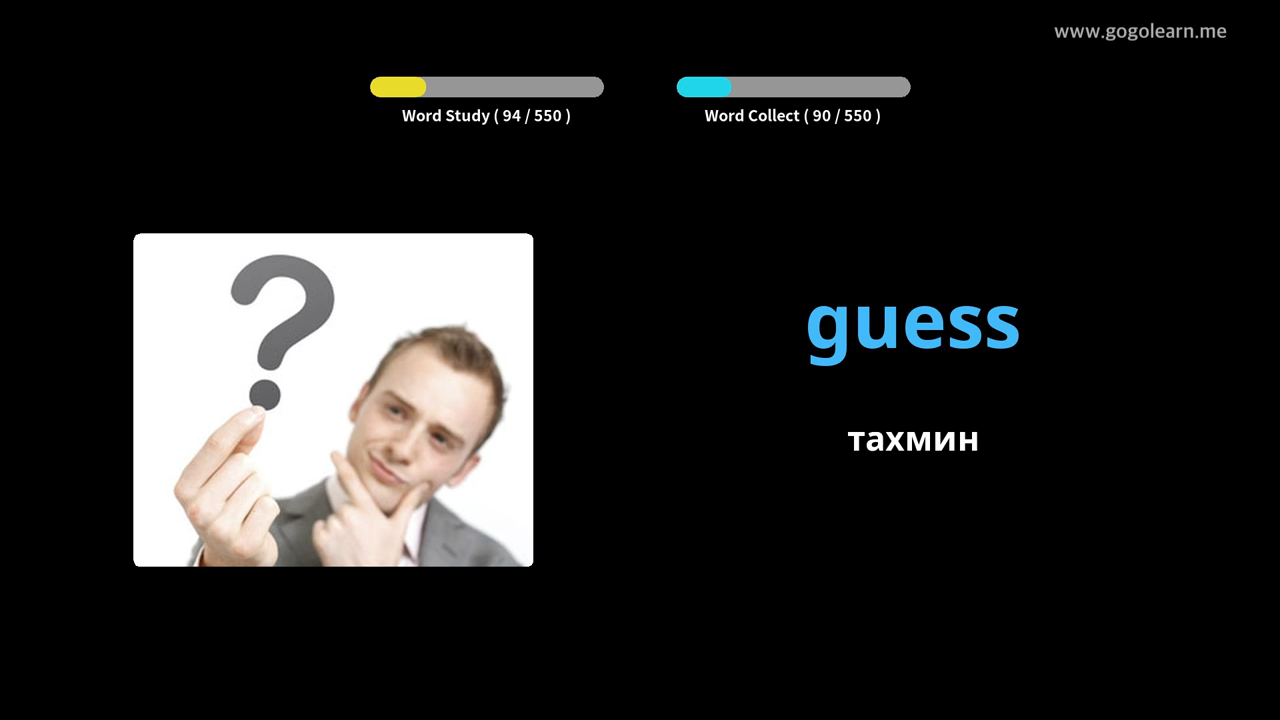 www.gogolearn.me
Word Study ( 94 / 550 )
Word Collect ( 90 / 550 )
?
guess
тахмин